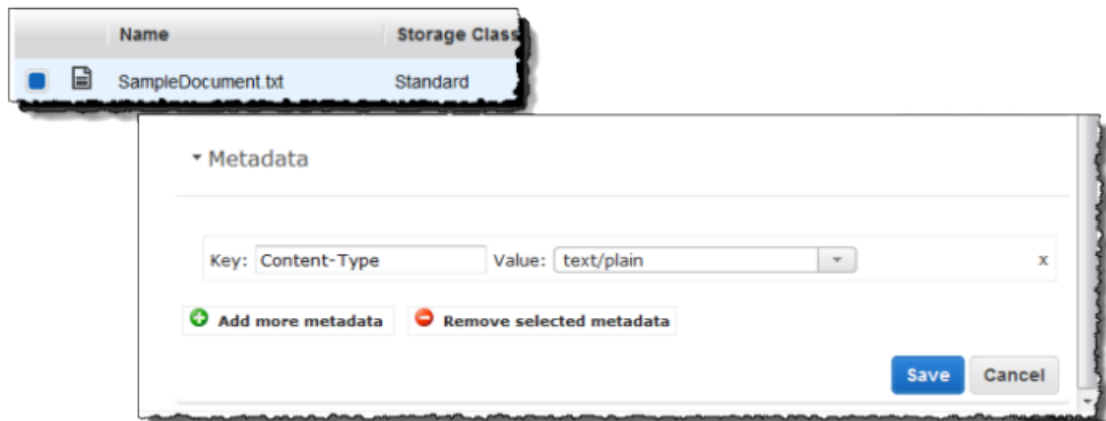 Name Storage Class
SampleDocument.txt Standard
Metadata
Key: Content-Type Value: text/plain x
Add more metadata Remove selected metadata
Save Cancel